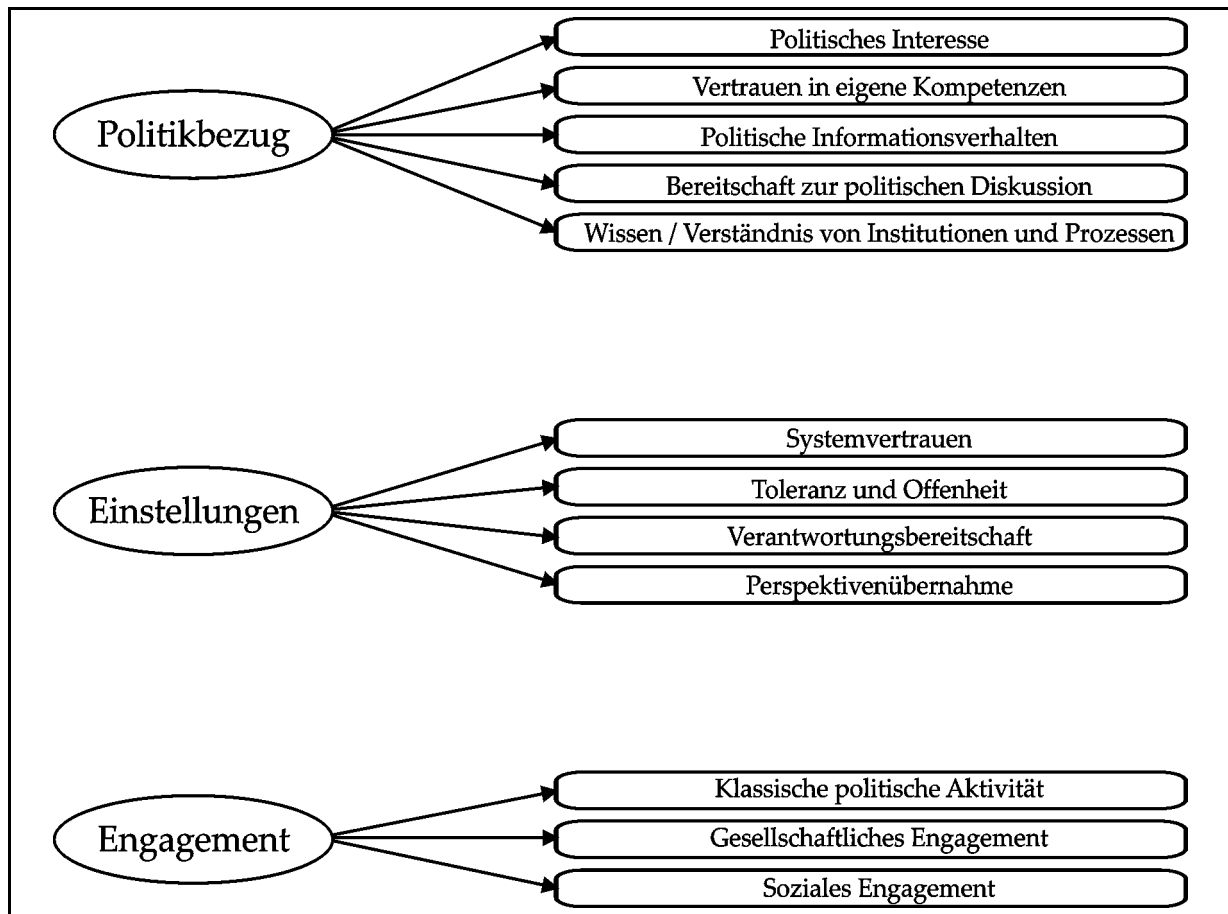 Politikbezug
Politisches Interesse
Vertrauen in eigene Kompetenzen
Politische Informationsverhalten
Bereitschaft zur politischen Diskussion
Wissen / Verständnis von Institutionen und Prozessen
Einstellungen
Systemvertrauen
Toleranz und Offenheit
Verantwortungsbereitschaft
Perspektivenübernahme
Engagement
Klassische politische Aktivität
Gesellschaftliches Engagement
Soziales Engagement